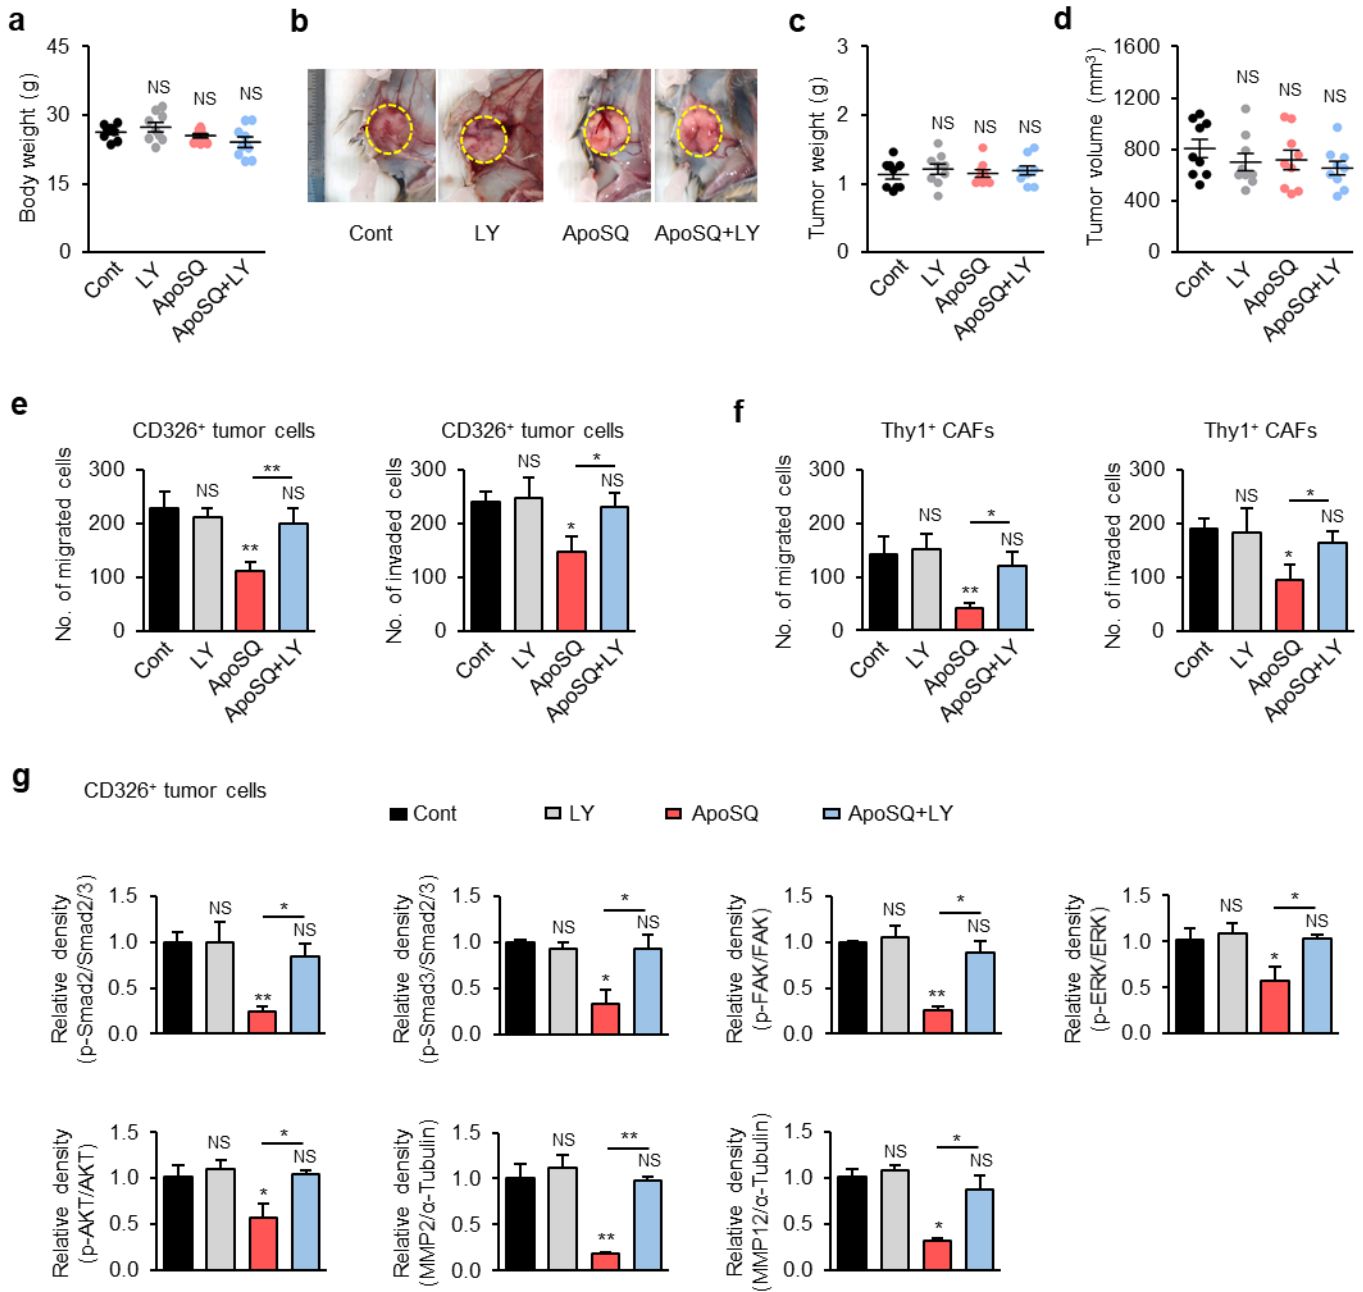 a
Body weight (g)
45
30
15
0
NS
NS
NS
Cont
LY
ApoSQ
ApoSQ+LY
b
Cont
LY
ApoSQ
ApoSQ+LY
c
Tumor weight (g)
3
2
1
0
NS
NS
NS
Cont
LY
ApoSQ
ApoSQ+LY
d
Tumor volume (mm³)
1600
1200
800
400
0
NS
NS
NS
Cont
LY
ApoSQ
ApoSQ+LY
e
CD326⁺ tumor cells
No. of migrated cells
300
200
100
0
NS
**
**
NS
Cont
LY
ApoSQ
ApoSQ+LY
CD326⁺ tumor cells
No. of invaded cells
300
200
100
0
NS
*
*
NS
Cont
LY
ApoSQ
ApoSQ+LY
f
Thy1⁺ CAFs
No. of migrated cells
300
200
100
0
NS
**
*
NS
Cont
LY
ApoSQ
ApoSQ+LY
Thy1⁺ CAFs
No. of invaded cells
300
200
100
0
NS
*
*
NS
Cont
LY
ApoSQ
ApoSQ+LY
g
CD326⁺ tumor cells
Cont
LY
ApoSQ
ApoSQ+LY
Relative density
(p-Smad2/Smad2/3)
1.5
1.0
0.5
0.0
NS
**
*
NS
Relative density
(p-Smad3/Smad2/3)
1.5
1.0
0.5
0.0
NS
*
*
NS
Relative density
(p-FAK/FAK)
1.5
1.0
0.5
0.0
NS
**
*
NS
Relative density
(p-ERK/ERK)
1.5
1.0
0.5
0.0
NS
*
*
NS
Relative density
(p-AKT/AKT)
1.5
1.0
0.5
0.0
NS
*
*
NS
Relative density
(MMP2/α-Tubulin)
1.5
1.0
0.5
0.0
NS
**
**
NS
Relative density
(MMP12/α-Tubulin)
1.5
1.0
0.5
0.0
NS
*
*
NS